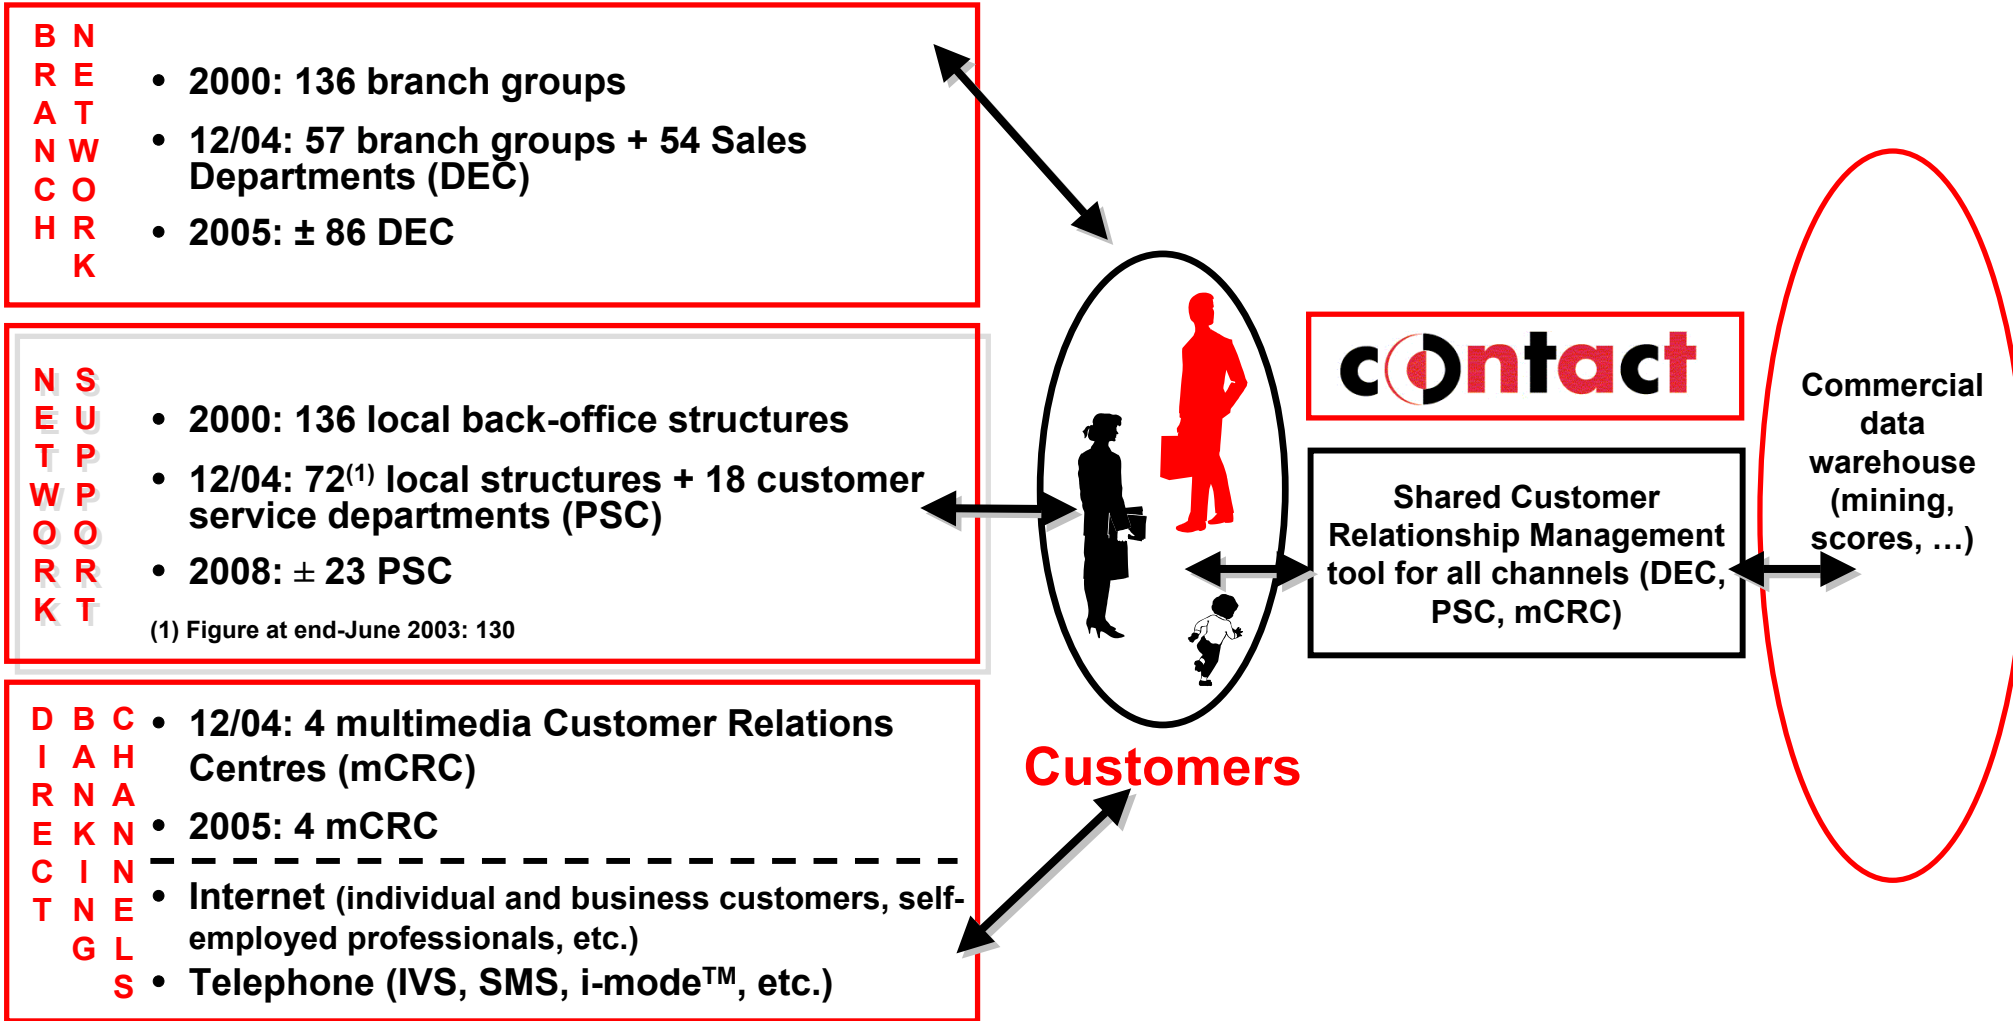 BRANCH NETWORK
• 2000: 136 branch groups
• 12/04: 57 branch groups + 54 Sales
Departments (DEC)
• 2005: ± 86 DEC
NETWORK SUPPORT
• 2000: 136 local back-office structures
• 12/04: 72(1) local structures + 18 customer
service departments (PSC)
• 2008: ± 23 PSC
(1) Figure at end-June 2003: 130
DIRECT BANKING CHANNELS
• 12/04: 4 multimedia Customer Relations
Centres (mCRC)
• 2005: 4 mCRC
• Internet (individual and business customers, self-
employed professionals, etc.)
• Telephone (IVS, SMS, i-mode™, etc.)
Customers
contact
Shared Customer
Relationship Management
tool for all channels (DEC,
PSC, mCRC)
Commercial
data
warehouse
(mining,
scores, …)